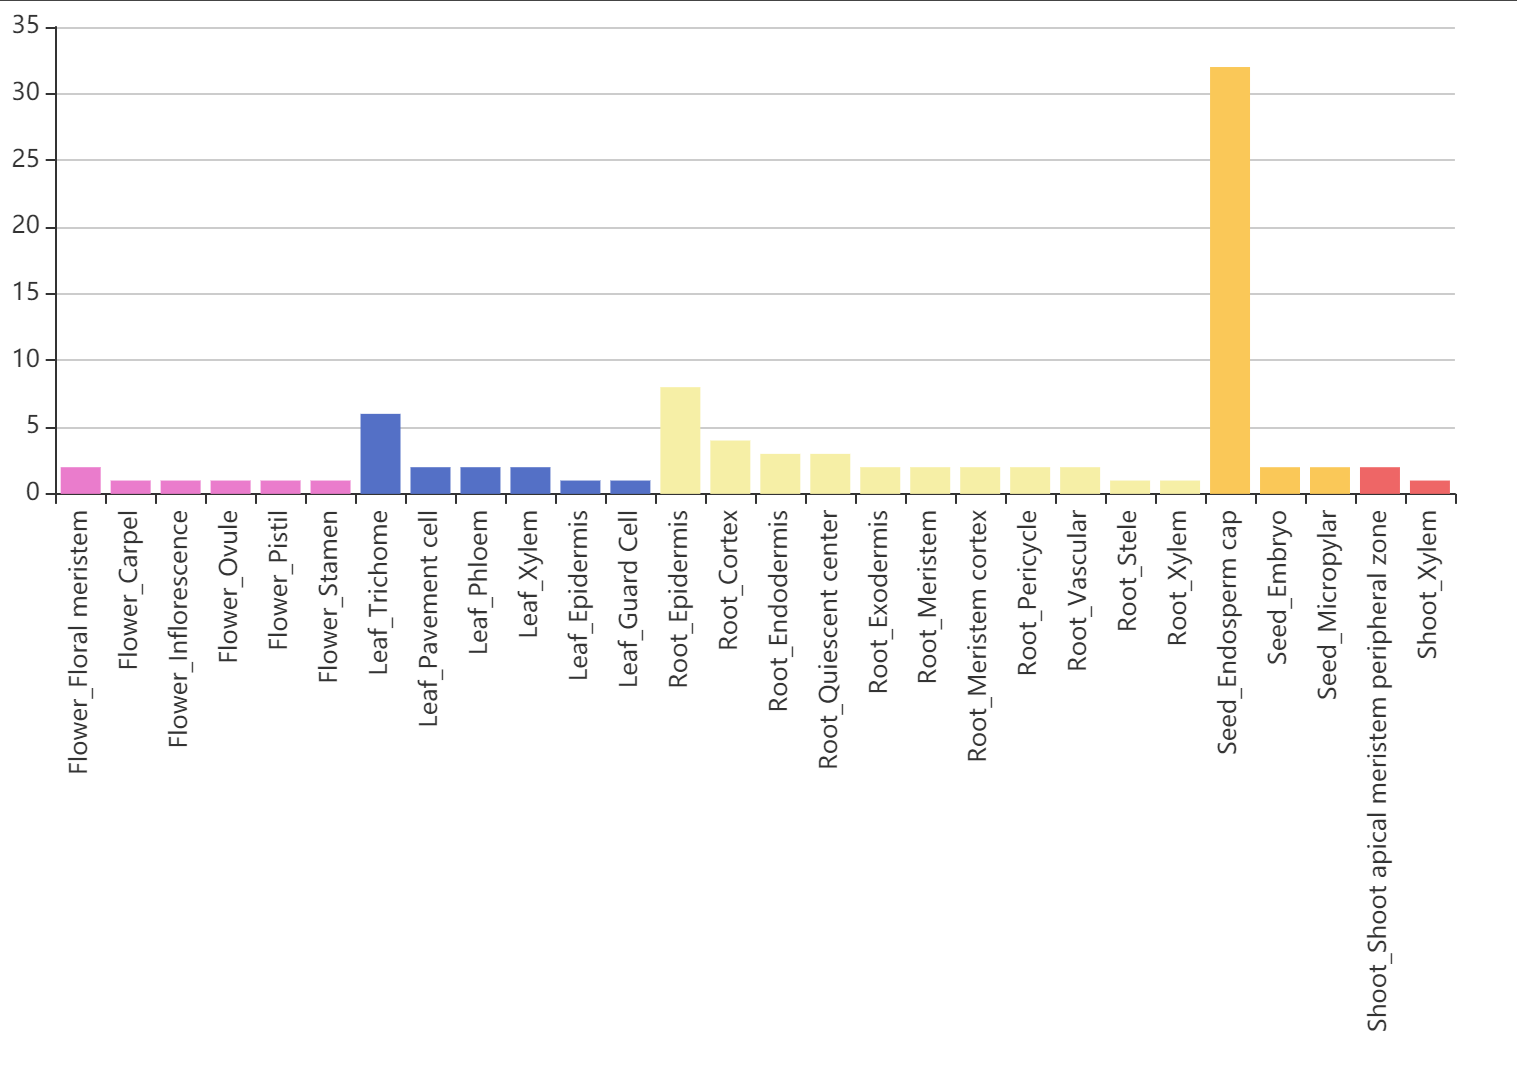 35
30
25
20
15
10
5
0
Flower_Floral meristem
Flower_Carpel
Flower_Inflorescence
Flower_Ovule
Flower_Pistil
Flower_Stamen
Leaf_Trichome
Leaf_Pavement cell
Leaf_Phloem
Leaf_Xylem
Leaf_Epidermis
Leaf_Guard Cell
Root_Epidermis
Root_Cortex
Root_Endodermis
Root_Quiescent center
Root_Exodermis
Root_Meristem
Root_Meristem cortex
Root_Pericycle
Root_Vascular
Root_Stele
Root_Xylem
Seed_Endosperm cap
Seed_Embryo
Seed_Micropylar
Shoot_Shoot apical meristem peripheral zone
Shoot_Xylem